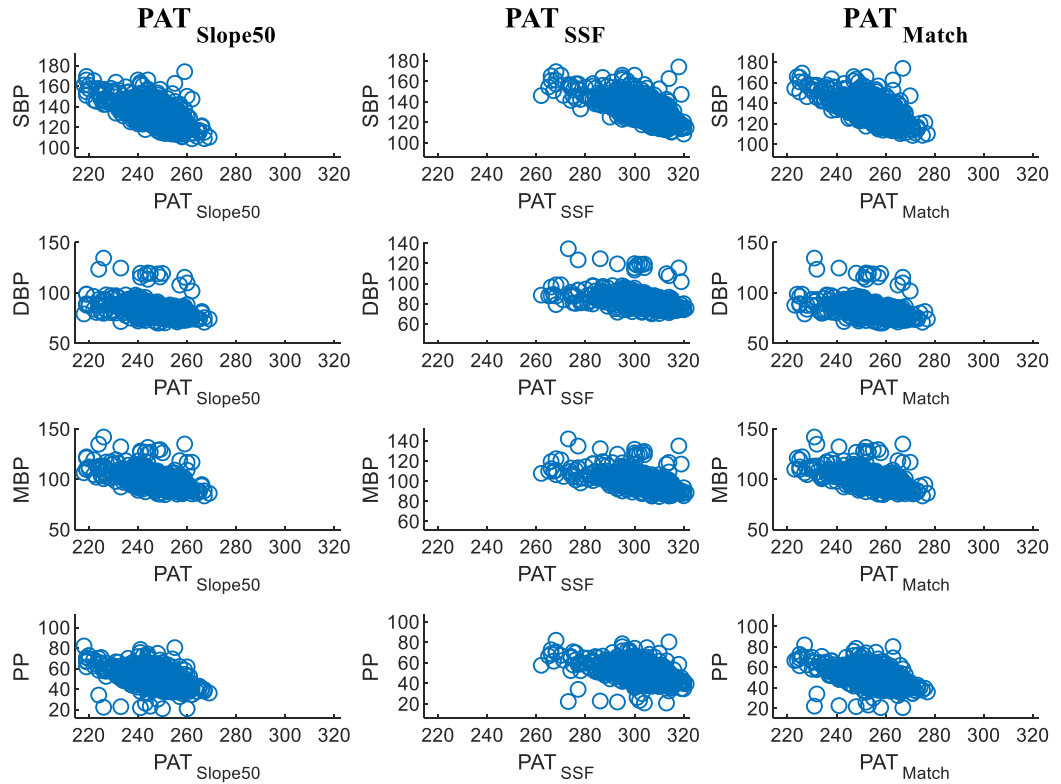 PAT Slope50 PAT SSF PAT Match
SBP 180 160 140 120 100
220 240 260 280 300 320
PAT Slope50
SBP 180 160 140 120 100
220 240 260 280 300 320
PAT SSF
SBP 180 160 140 120 100
220 240 260 280 300 320
PAT Match
DBP 150 100 50
220 240 260 280 300 320
PAT Slope50
DBP 140 120 100 80 60
220 240 260 280 300 320
PAT SSF
DBP 150 100 50
220 240 260 280 300 320
PAT Match
MBP 150 100 50
220 240 260 280 300 320
PAT Slope50
MBP 140 120 100 80 60
220 240 260 280 300 320
PAT SSF
MBP 150 100 50
220 240 260 280 300 320
PAT Match
PP 100 80 60 40 20
220 240 260 280 300 320
PAT Slope50
PP 100 80 60 40 20 0
220 240 260 280 300 320
PAT SSF
PP 100 80 60 40 20
220 240 260 280 300 320
PAT Match